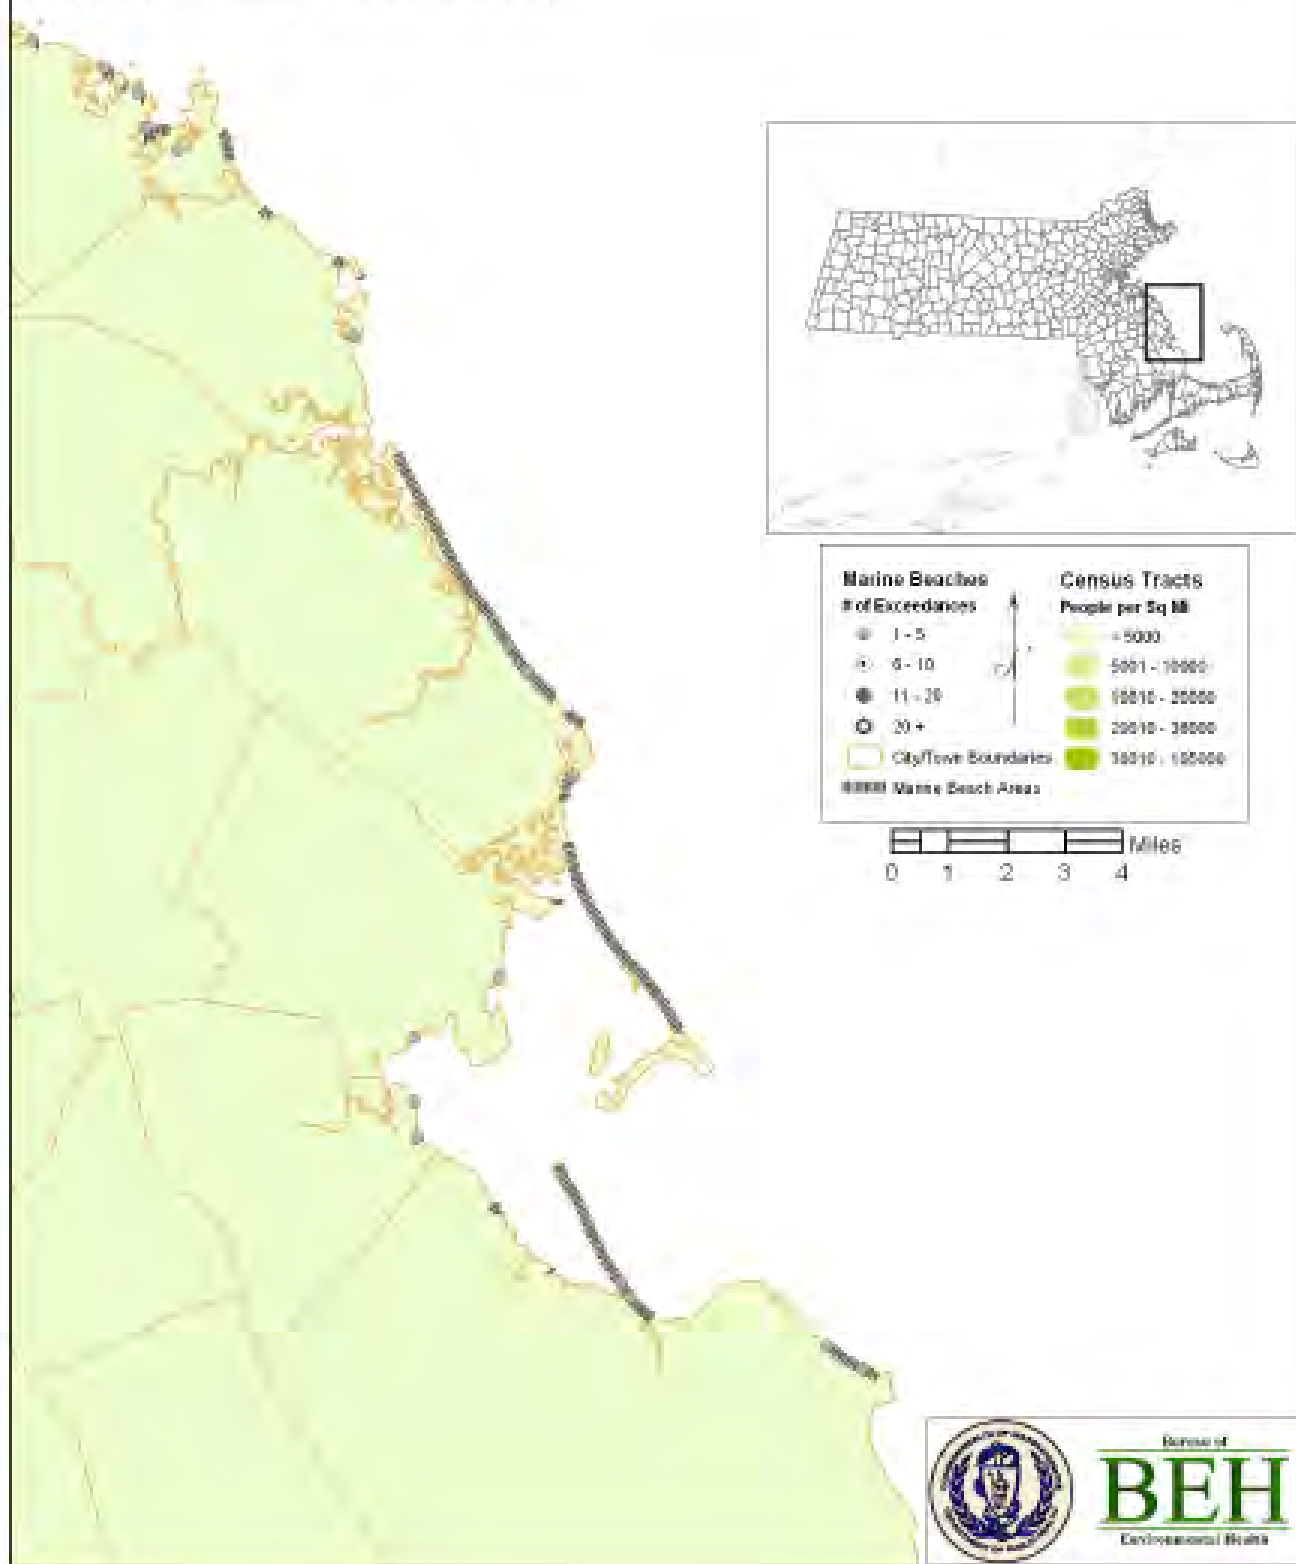 Marine Beaches
# of Exceedances
1 - 5
6 - 10
11 - 20
20 +
City/Town Boundaries
Marine Beach Areas
Census Tracts
People per Sq Mi
5001 - 10000
10010 - 20000
20010 - 36000
Miles
0 1 2 3 4
Bureau of
BEH
Environmental Health